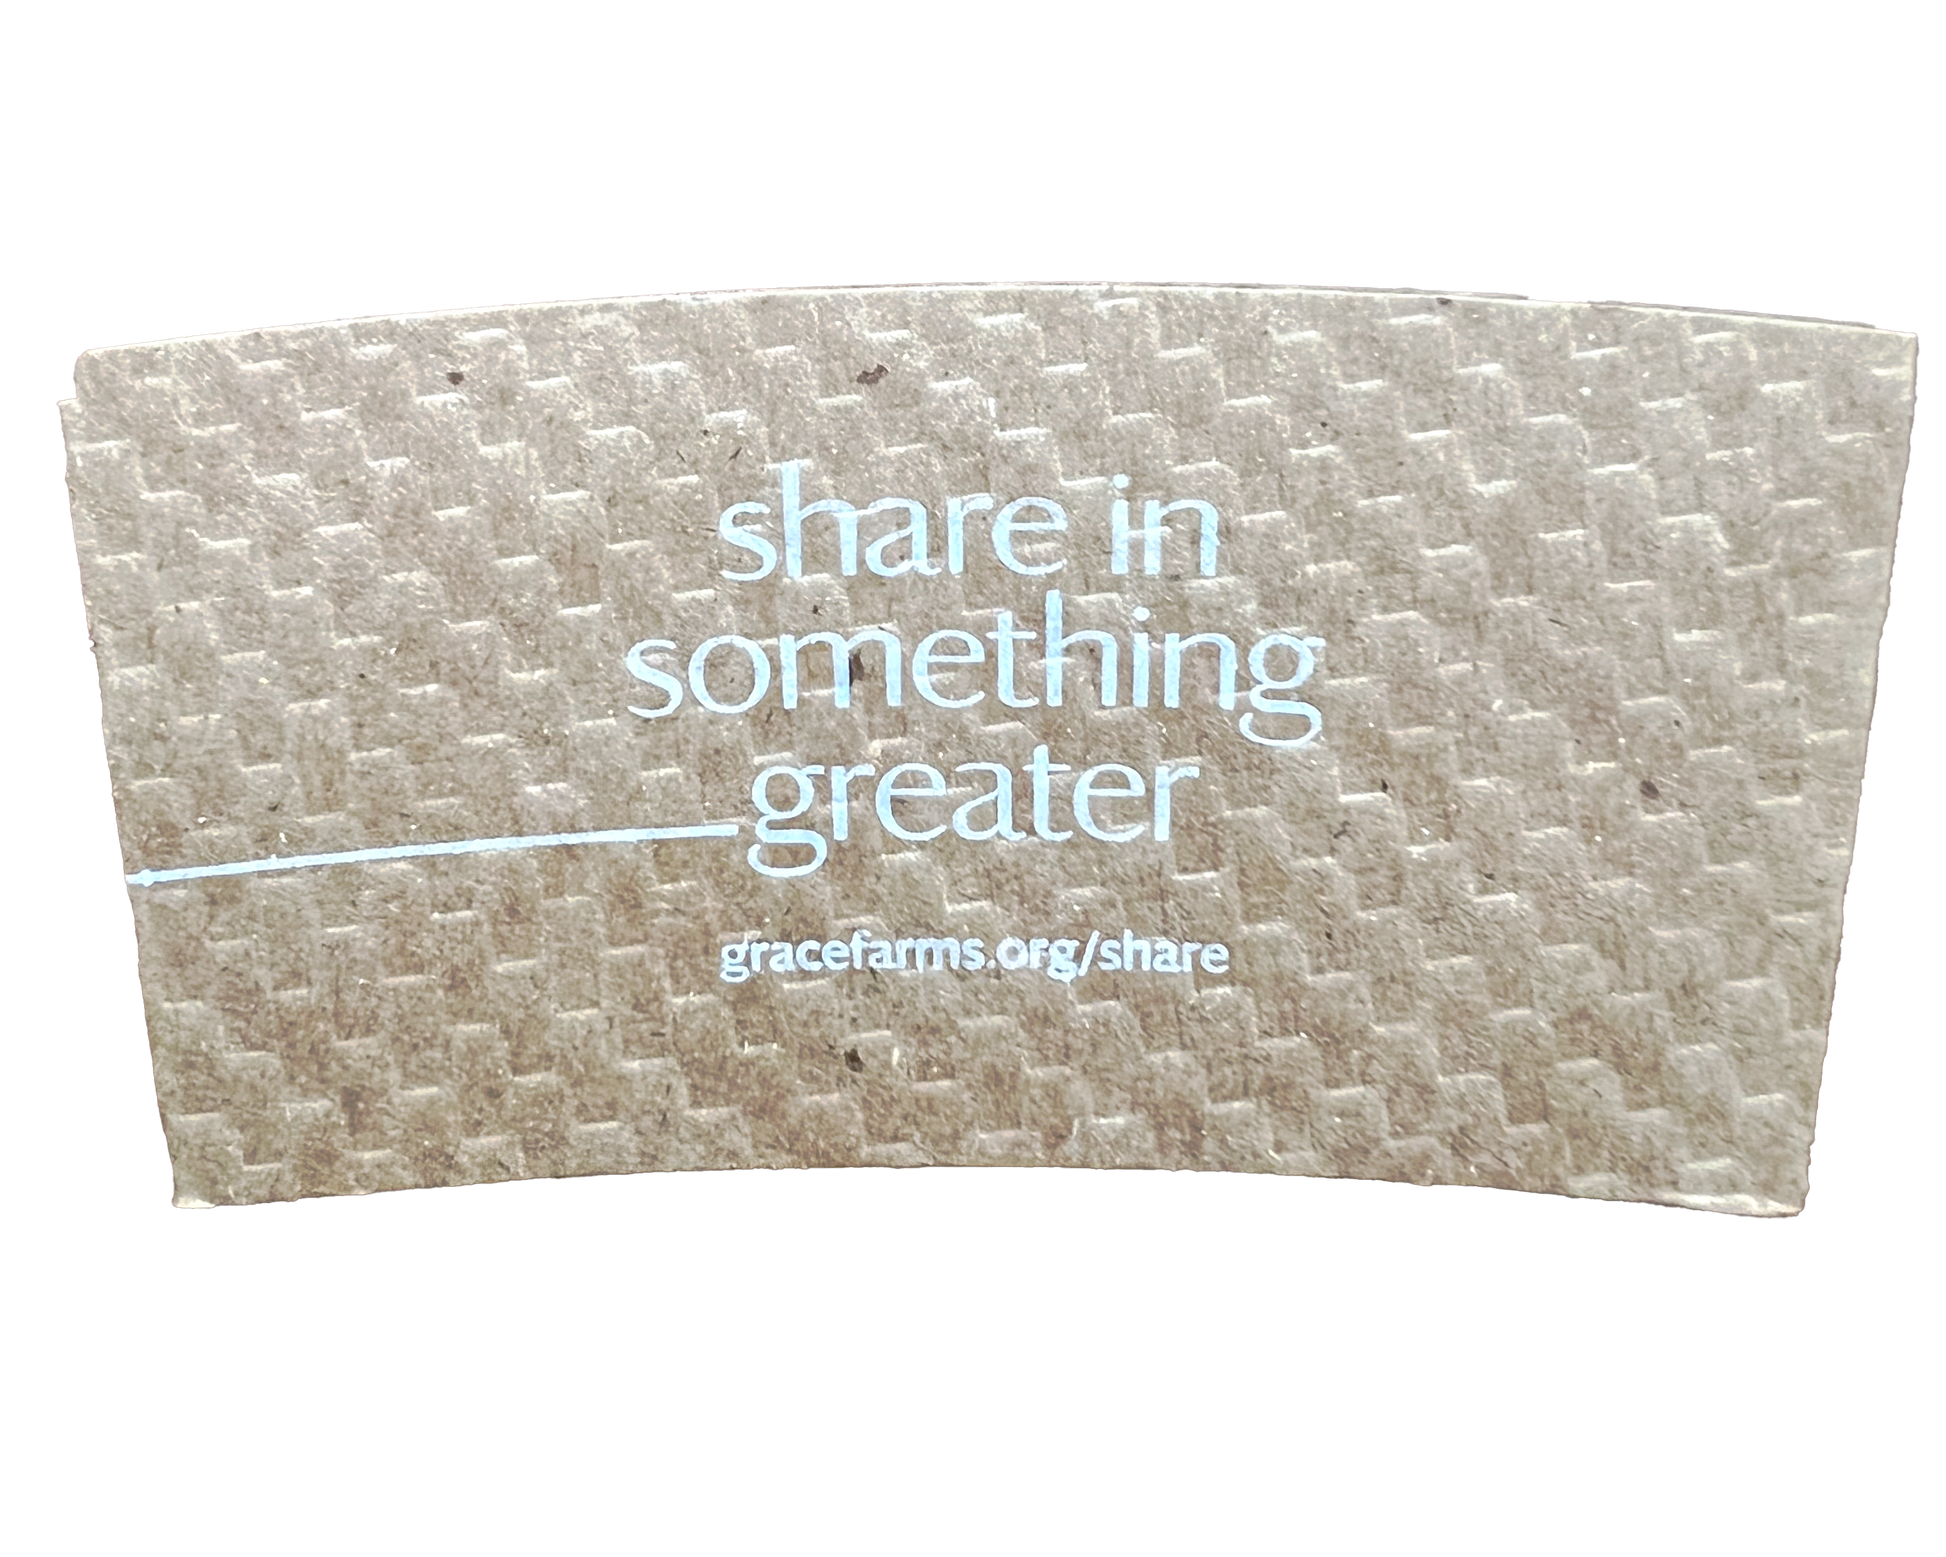 share in
something
greater
gracefarms.org/share